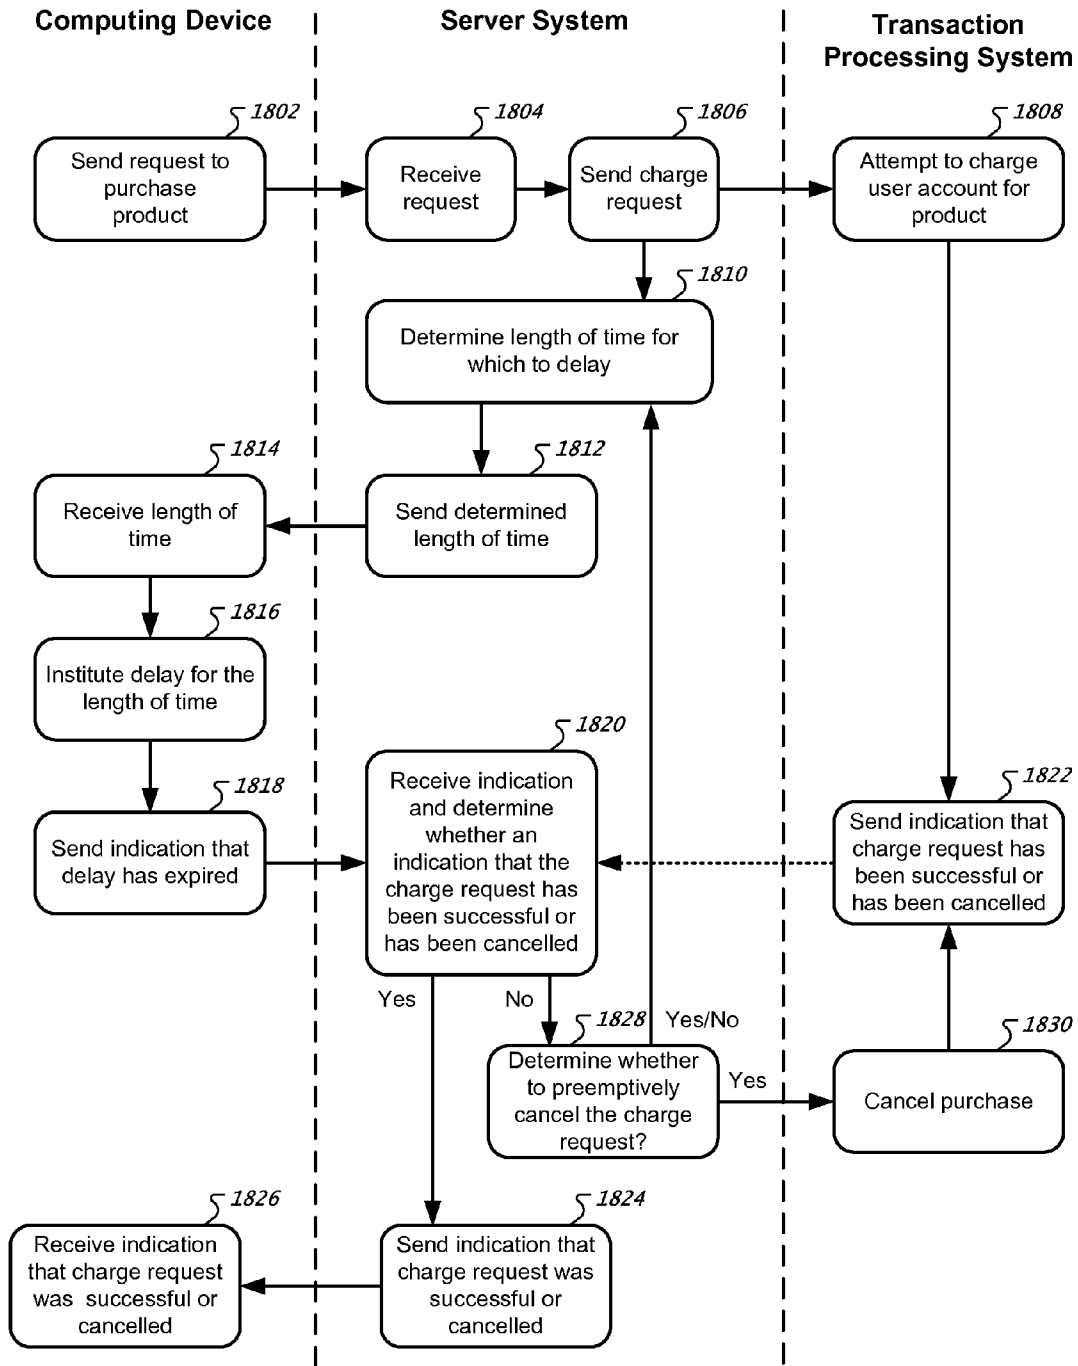 Computing Device
Server System
Transaction
Processing System
1802
Send request to
purchase
product
1804
Receive
request
1806
Send charge
request
1808
Attempt to charge
user account for
product
1810
Determine length of time for
which to delay
1812
Send determined
length of time
1814
Receive length of
time
1816
Institute delay for the
length of time
1818
Send indication that
delay has expired
1820
Receive indication
and determine
whether an
indication that the
charge request has
been successful or
has been cancelled
1822
Send indication that
charge request has
been successful or
has been cancelled
Yes
No
1828
Yes/No
Determine whether
to preemptively
cancel the charge
request?
Yes
1830
Cancel purchase
1824
Send indication that
charge request was
successful or
cancelled
1826
Receive indication
that charge request
was successful or
cancelled